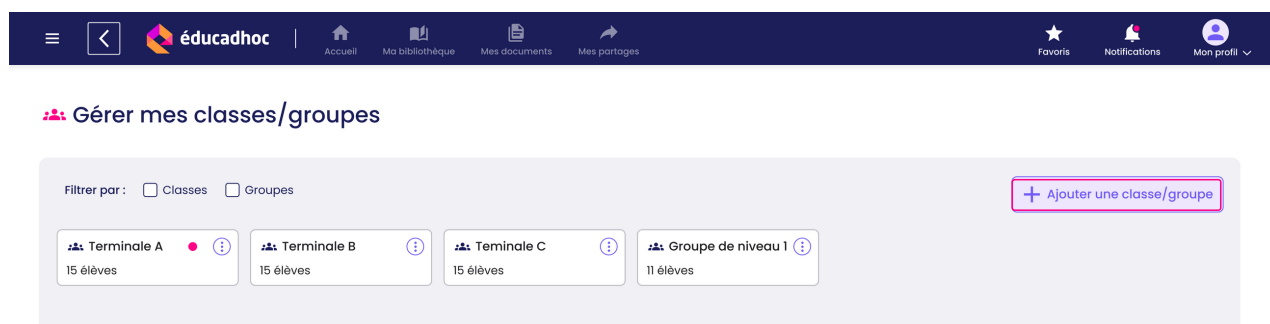 éducadhoc
Accueil
Ma bibliothèque
Mes documents
Mes partages
Favoris
Notifications
Mon profil
Gérer mes classes/groupes
Filtrer par :
Classes
Groupes
Ajouter une classe/groupe
Terminale A
15 élèves
Terminale B
15 élèves
Teminale C
15 élèves
Groupe de niveau 1
11 élèves